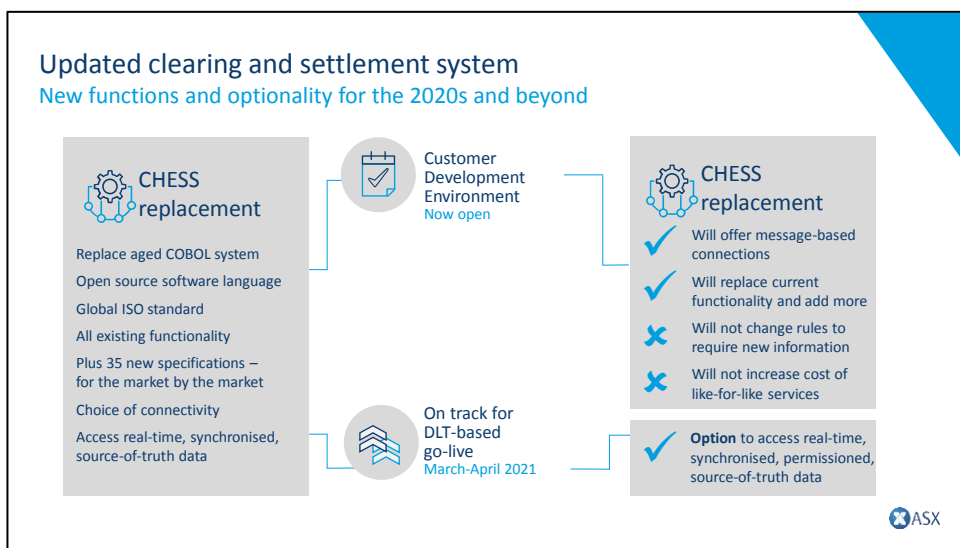 Updated clearing and settlement system
New functions and optionality for the 2020s and beyond
CHESS
replacement
Replace aged COBOL system
Open source software language
Global ISO standard
All existing functionality
Plus 35 new specifications –
for the market by the market
Choice of connectivity
Access real-time, synchronised,
source-of-truth data
Customer
Development
Environment
Now open
On track for
DLT-based
go-live
March-April 2021
CHESS
replacement
Will offer message-based
connections
Will replace current
functionality and add more
Will not change rules to
require new information
Will not increase cost of
like-for-like services
Option to access real-time,
synchronised, permissioned,
source-of-truth data
ASX